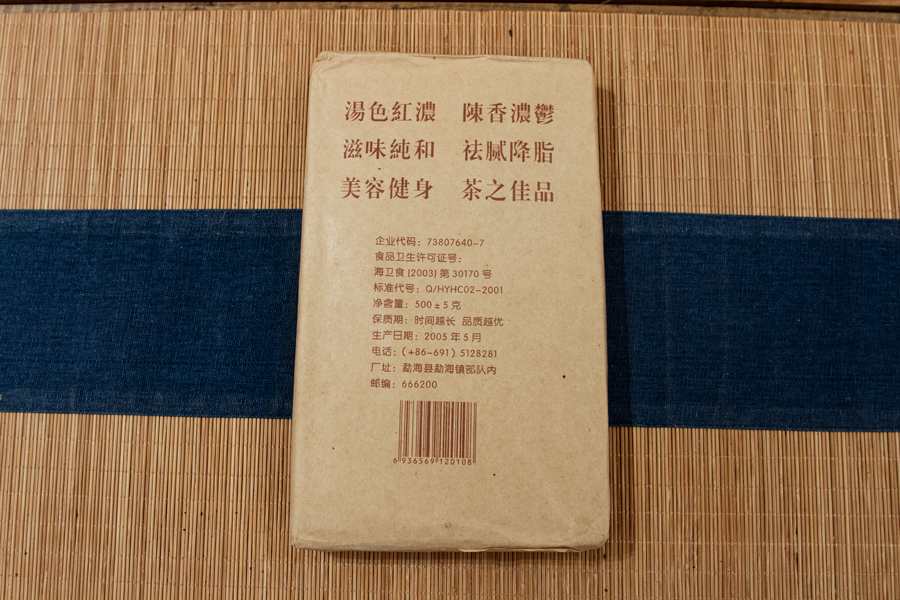 湯色紅濃 陳香濃鬱
滋味純和 祛腻降脂
美容健身 茶之佳品
企业代码：73807640-7
食品卫生许可证号：
海卫食(2003)第30170号
标准代号：Q/HYHC02-2001
净含量：500±5克
保质期：时间越长 品质越优
生产日期：2005年5月
电话：(+86-691)5128281
厂址：勐海县勐海镇部队内
邮编：666200
6936569120108